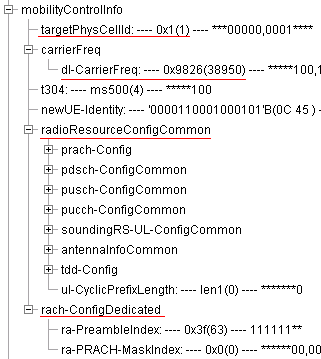 mobilityControlInfo
targetPhysCellId: ---- 0x1(1) ---- ***00000,0001****
carrierFreq
dl-CarrierFreq: ---- 0x9826(38950) ---- *****100,1
t304: ---- ms500(4) ---- *****100
newUE-Identity: ---- '0000110001000101'B(0C 45 ) ----
radioResourceConfigCommon
prach-Config
pdsch-ConfigCommon
pusch-ConfigCommon
pucch-ConfigCommon
soundingRS-UL-ConfigCommon
antennaInfoCommon
tdd-Config
ul-CyclicPrefixLength: ---- len1(0) ---- *******0
rach-ConfigDedicated
ra-PreambleIndex: ---- 0x3f(63) ---- 111111**
ra-PRACH-MaskIndex: ---- 0x0(0) ---- ******00,00